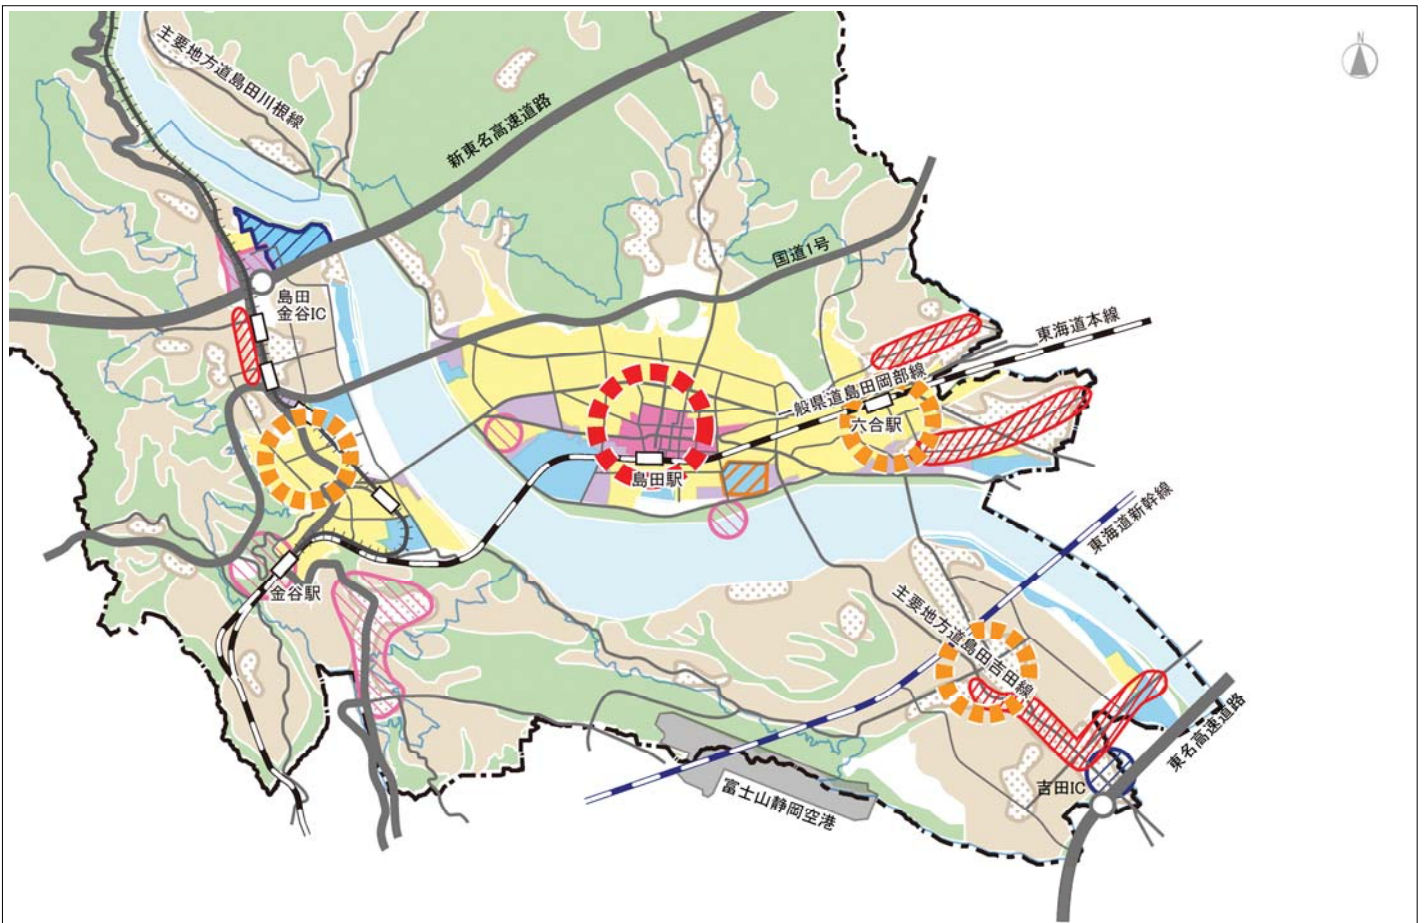 N
主要地方道島田川根線
新東名高速道路
国道1号
島田
金谷IC
東海道本線
一般県道島田岡部線
六合駅
島田駅
東海道新幹線
金谷駅
主要地方道島田吉田線
東名高速道路
吉田IC
富士山静岡空港